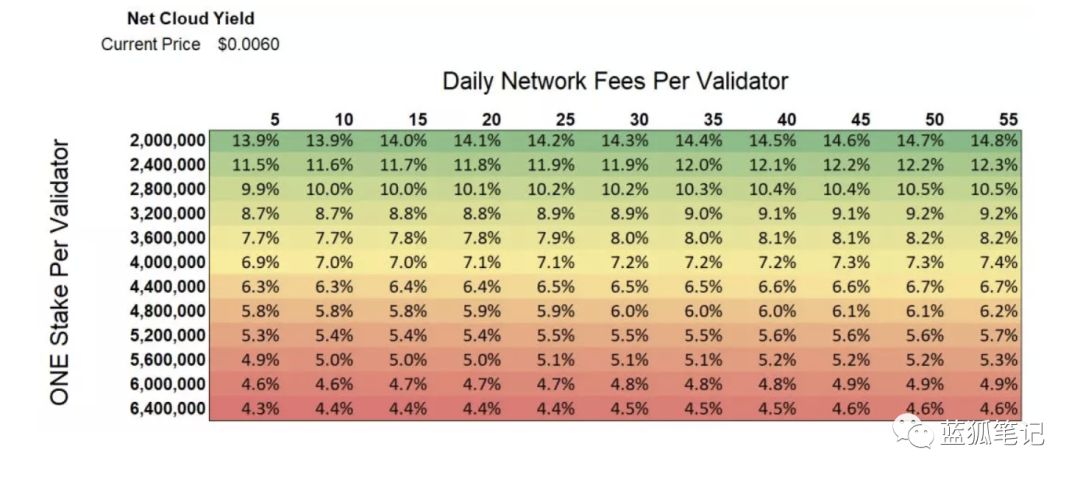 Net Cloud Yield
Current Price $0.0060
Daily Network Fees Per Validator
ONE Stake Per Validator
5 10 15 20 25 30 35 40 45 50 55
2,000,000 13.9% 13.9% 14.0% 14.1% 14.2% 14.3% 14.4% 14.5% 14.6% 14.7% 14.8%
2,400,000 11.5% 11.6% 11.7% 11.8% 11.9% 11.9% 12.0% 12.1% 12.2% 12.2% 12.3%
2,800,000 9.9% 10.0% 10.0% 10.1% 10.2% 10.2% 10.3% 10.4% 10.4% 10.5% 10.5%
3,200,000 8.7% 8.7% 8.8% 8.8% 8.9% 8.9% 9.0% 9.1% 9.1% 9.2% 9.2%
3,600,000 7.7% 7.7% 7.8% 7.8% 7.9% 8.0% 8.0% 8.1% 8.1% 8.2% 8.2%
4,000,000 6.9% 7.0% 7.0% 7.1% 7.1% 7.2% 7.2% 7.2% 7.3% 7.3% 7.4%
4,400,000 6.3% 6.3% 6.4% 6.4% 6.5% 6.5% 6.5% 6.6% 6.6% 6.7% 6.7%
4,800,000 5.8% 5.8% 5.8% 5.9% 5.9% 6.0% 6.0% 6.0% 6.1% 6.1% 6.2%
5,200,000 5.3% 5.4% 5.4% 5.4% 5.5% 5.5% 5.5% 5.6% 5.6% 5.6% 5.7%
5,600,000 4.9% 5.0% 5.0% 5.0% 5.1% 5.1% 5.1% 5.2% 5.2% 5.2% 5.3%
6,000,000 4.6% 4.6% 4.7% 4.7% 4.7% 4.8% 4.8% 4.8% 4.9% 4.9% 4.9%
6,400,000 4.3% 4.4% 4.4% 4.4% 4.4% 4.5% 4.5% 4.5% 4.6% 4.6% 4.6%
蓝狐笔记